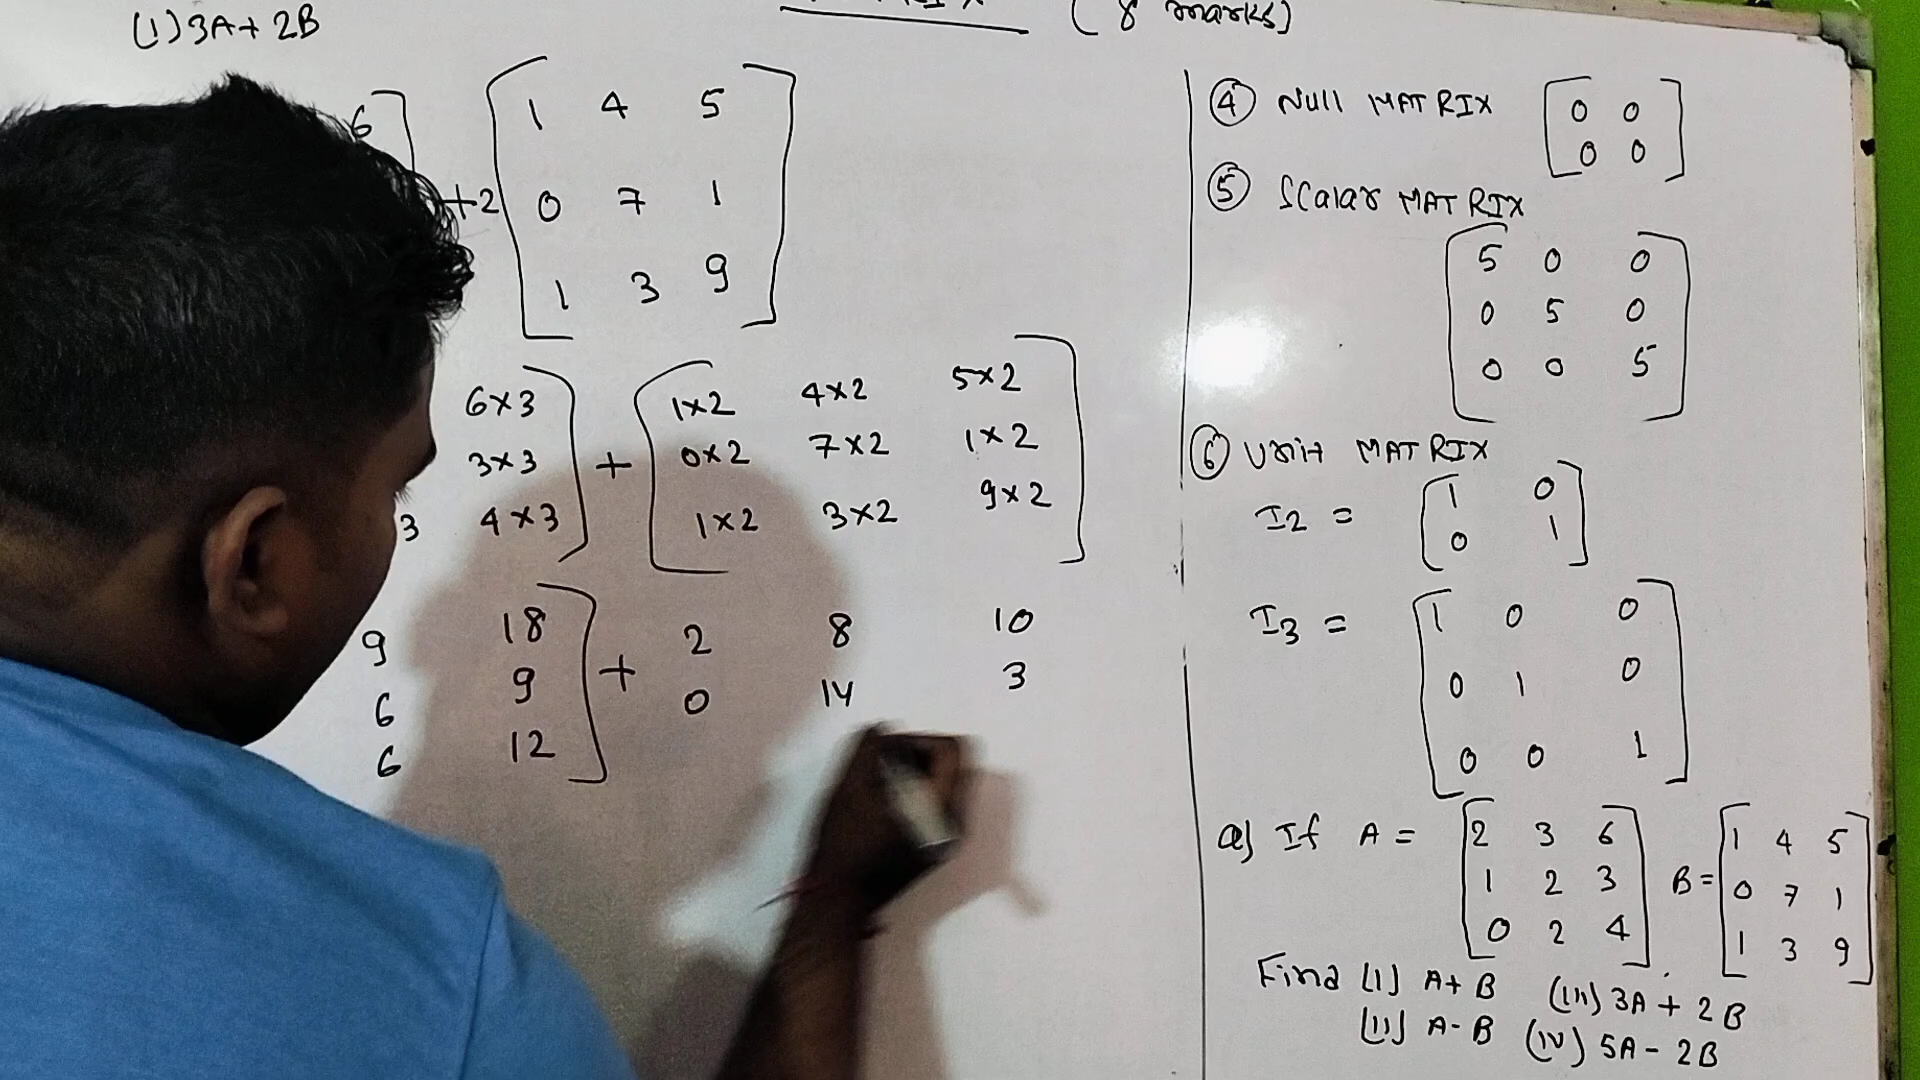 (1) 3A + 2B
(8 marks)
6
+2 [1 4 5
0 7 1
1 3 9]
6×3] + [1×2 4×2 5×2
3×3 0×2 7×2 1×2
3 4×3 1×2 3×2 9×2]
9 18] + 2 8 10
6 9 0 14 3
6 12
④ Null MATRIX [0 0
0 0]
⑤ Scalar MATRIX
[5 0 0
0 5 0
0 0 5]
⑥ Unit MATRIX
I2 = [1 0
0 1]
I3 = [1 0 0
0 1 0
0 0 1]
Q) If A = [2 3 6 B = [1 4 5
1 2 3 0 7 1
0 2 4] 1 3 9]
Find (I) A + B (III) 3A + 2B
(II) A - B (IV) 5A - 2B